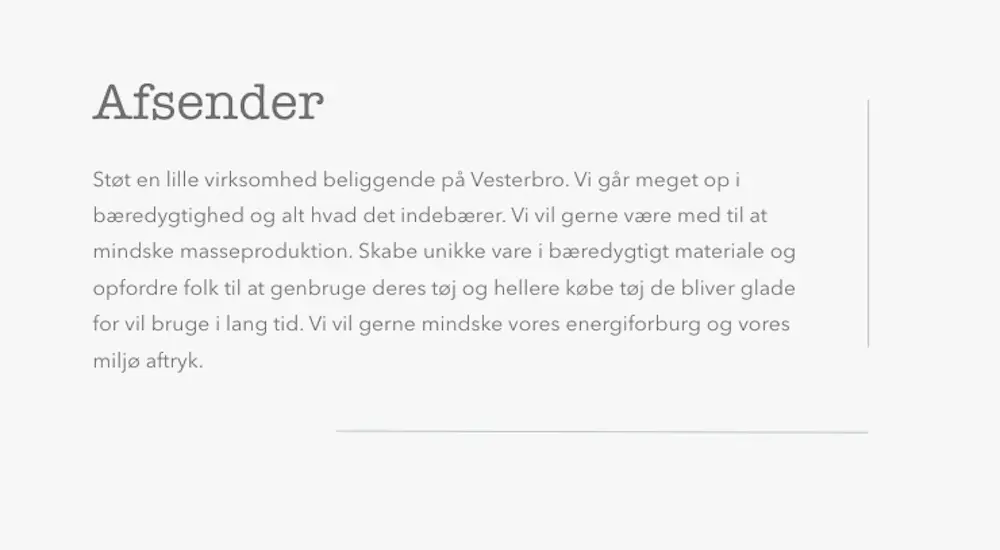 Afsender
Støt en lille virksomhed beliggende på Vesterbro. Vi går meget op i
bæredygtighed og alt hvad det indebærer. Vi vil gerne være med til at
mindske masseproduktion. Skabe unikke vare i bæredygtigt materiale og
opfordre folk til at genbruge deres tøj og hellere købe tøj de bliver glade
for vil bruge i lang tid. Vi vil gerne mindske vores energiforburg og vores
miljø aftryk.